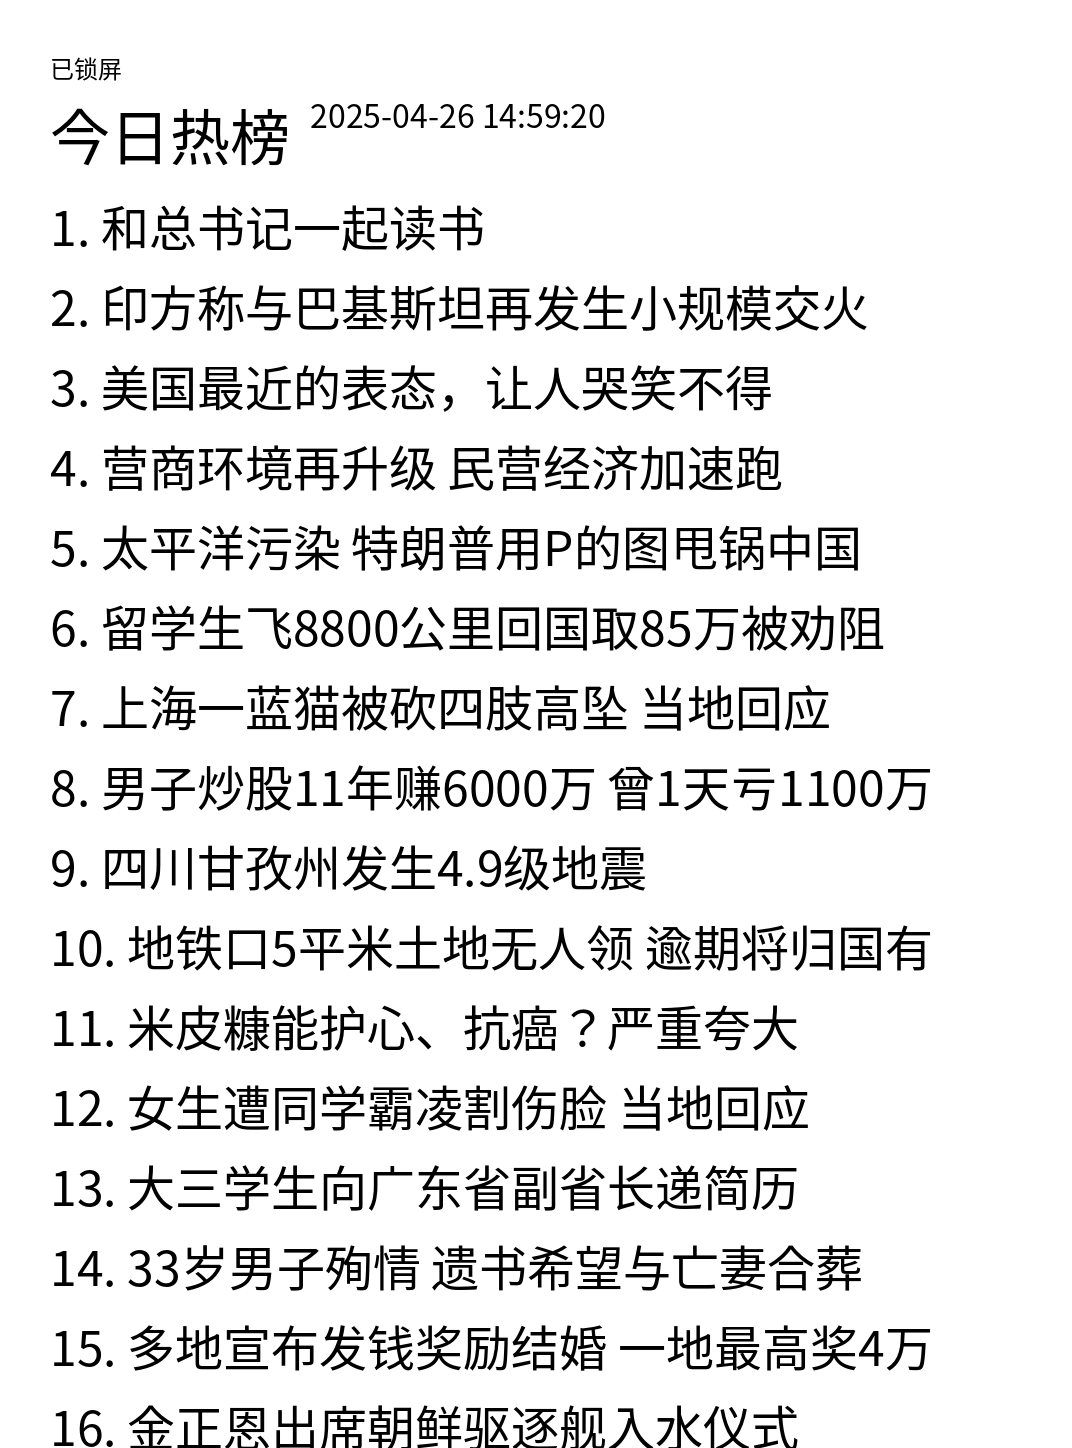 已锁屏
今日热榜 2025-04-26 14:59:20
1. 和总书记一起读书
2. 印方称与巴基斯坦再发生小规模交火
3. 美国最近的表态，让人哭笑不得
4. 营商环境再升级 民营经济加速跑
5. 太平洋污染 特朗普用P的图甩锅中国
6. 留学生飞8800公里回国取85万被劝阻
7. 上海一蓝猫被砍四肢高坠 当地回应
8. 男子炒股11年赚6000万 曾1天亏1100万
9. 四川甘孜州发生4.9级地震
10. 地铁口5平米土地无人领 逾期将归国有
11. 米皮糠能护心、抗癌？严重夸大
12. 女生遭同学霸凌割伤脸 当地回应
13. 大三学生向广东省副省长递简历
14. 33岁男子殉情 遗书希望与亡妻合葬
15. 多地宣布发钱奖励结婚 一地最高奖4万
16. 金正恩出席朝鲜驱逐舰入水仪式